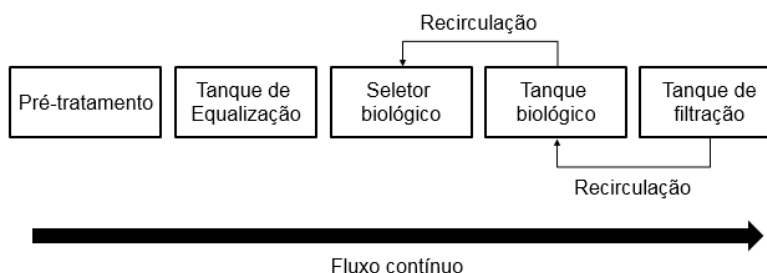 Recirculação
Pré-tratamento
Tanque de
Equalização
Seletor
biológico
Tanque
biológico
Tanque de
filtração
Recirculação
Fluxo contínuo